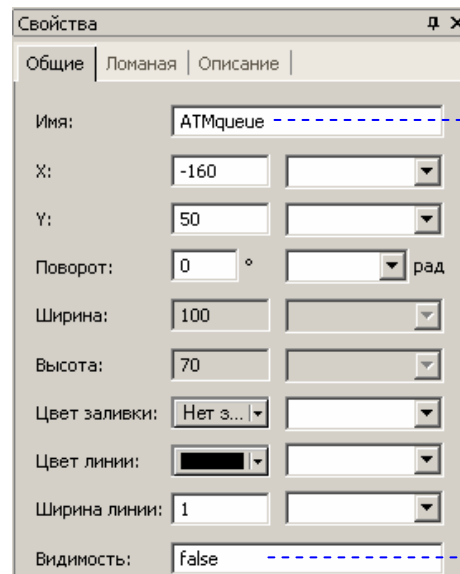 Свойства
Общие Ломаная Описание
Имя: ATMqueue
X: -160
Y: 50
Поворот: 0 ° рад
Ширина: 100
Высота: 70
Цвет заливки: Нет з...
Цвет линии:
Ширина линии: 1
Видимость: false